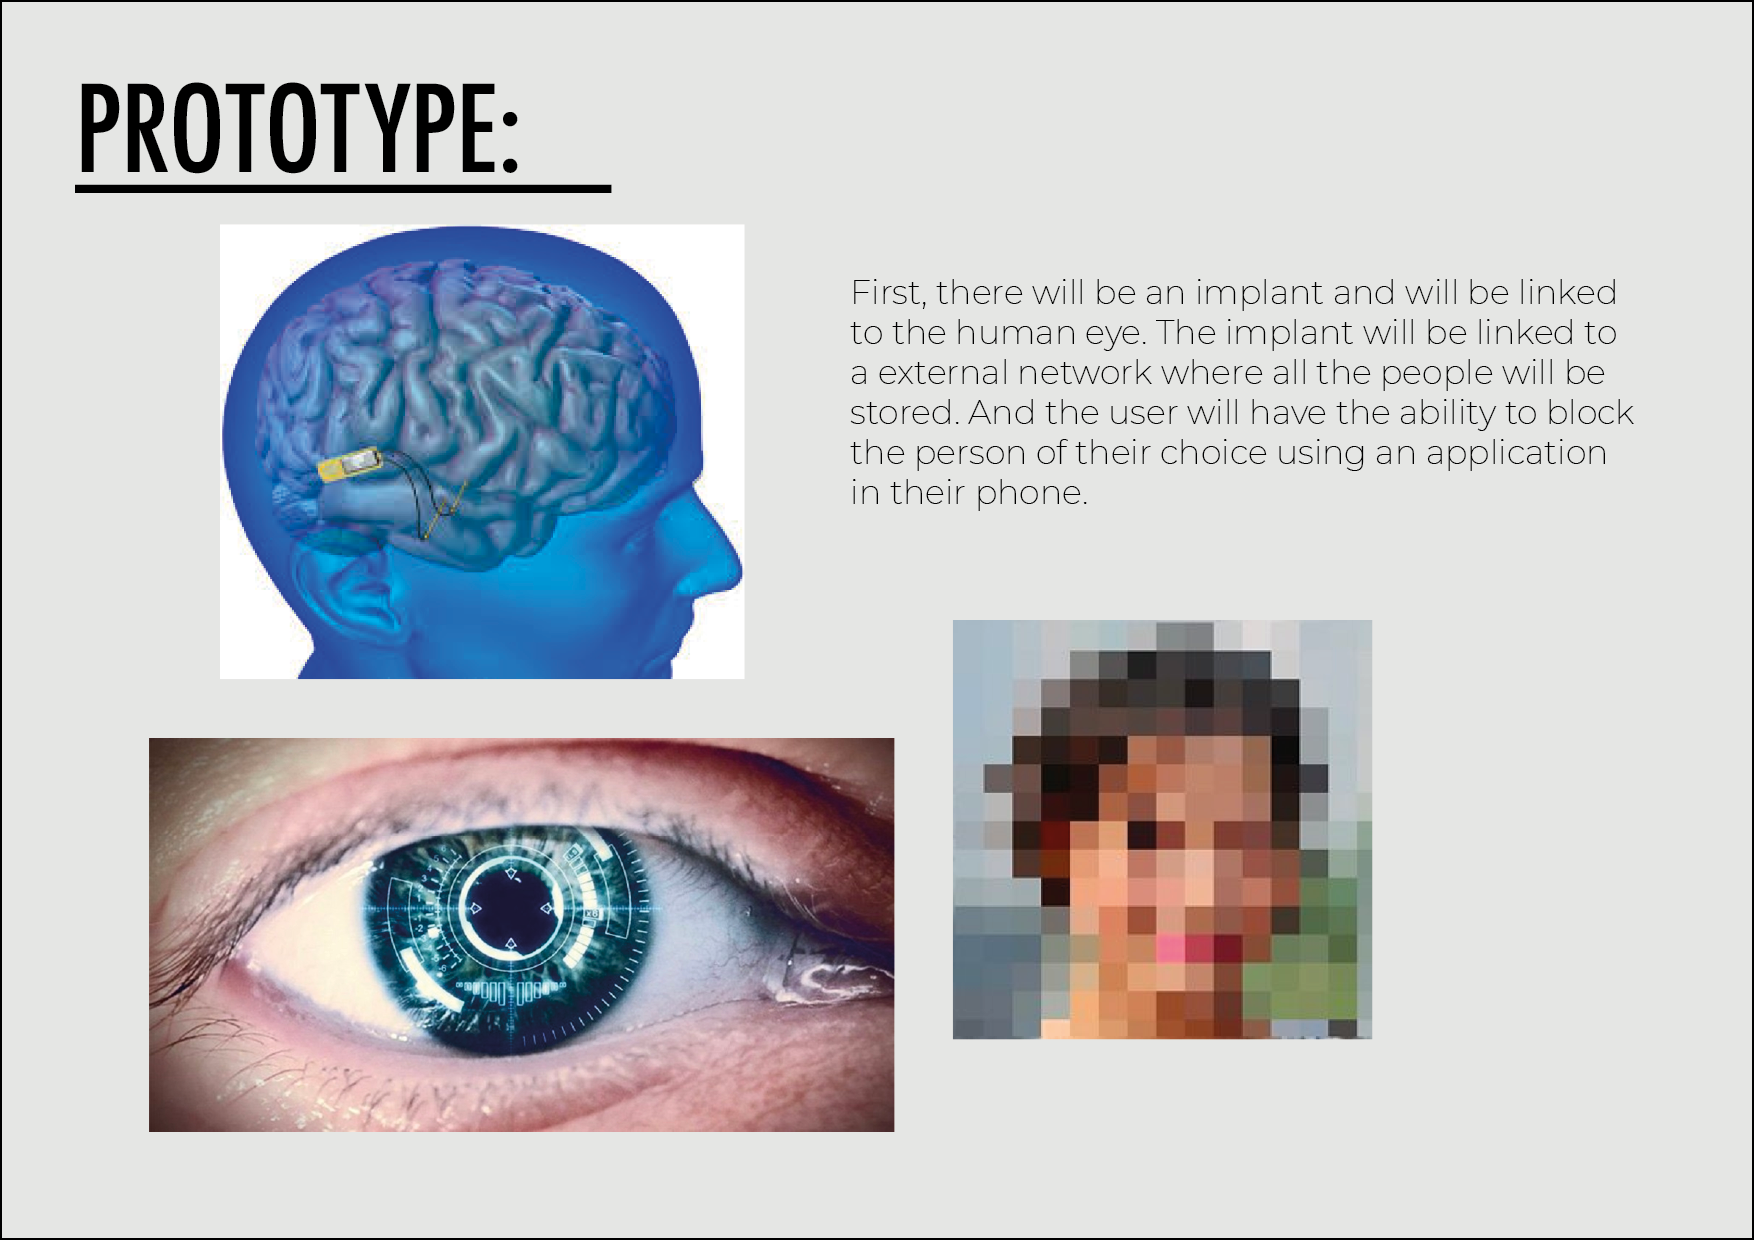 PROTOTYPE:
First, there will be an implant and will be linked
to the human eye. The implant will be linked to
a external network where all the people will be
stored. And the user will have the ability to block
the person of their choice using an application
in their phone.